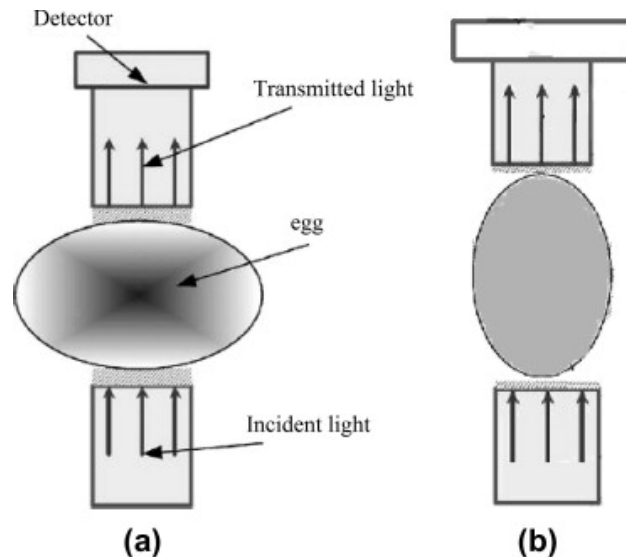 Detector
Transmitted light
egg
Incident light
(a)
(b)